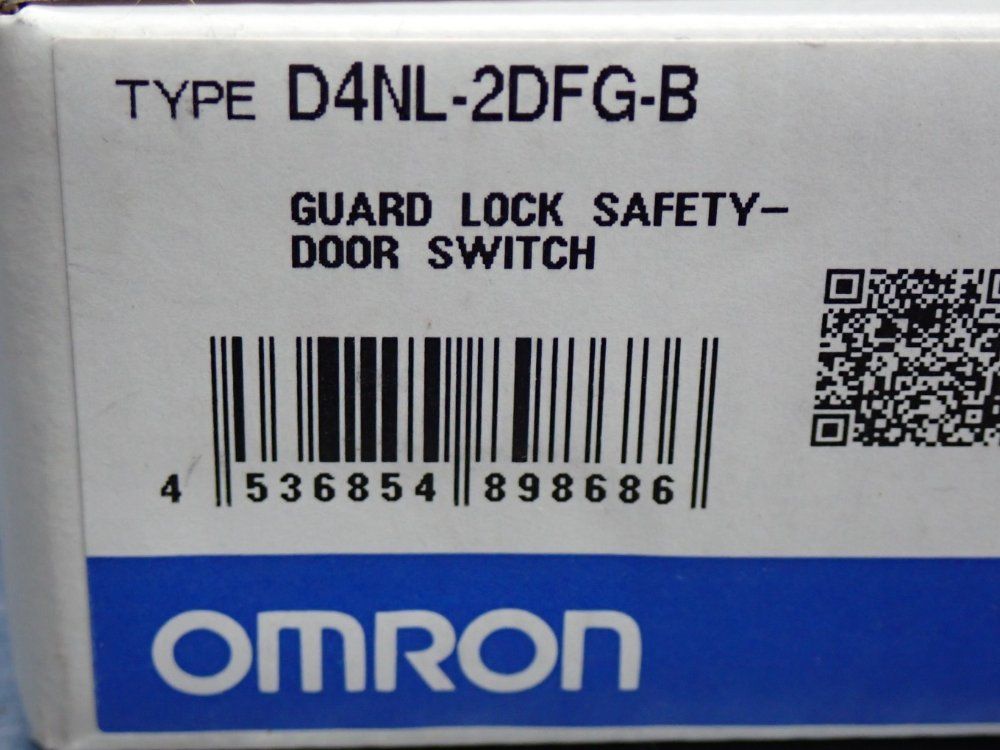 TYPE D4NL-2DFG-B
GUARD LOCK SAFETY-
DOOR SWITCH
4 536854 898686
OMRON